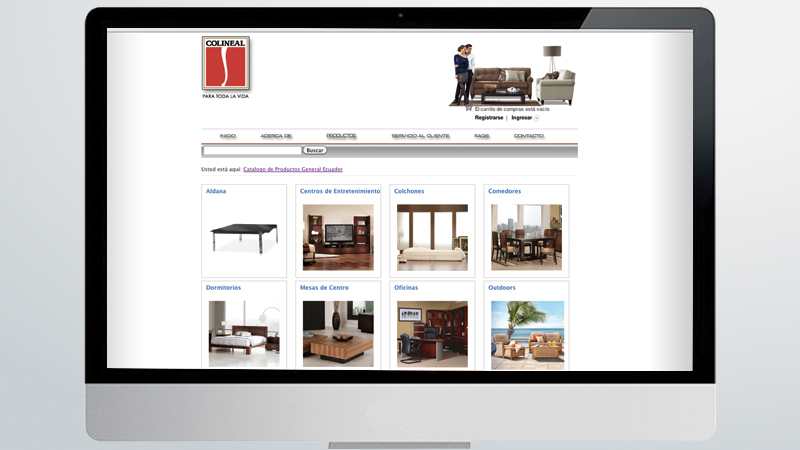 COLINEAL
PARA TODA LA VIDA
El carrito de compras está vacío
Registrarse | Ingresar
INICIO ACERCA DE PRODUCTOS SERVICIO AL CLIENTE FAQS CONTACTO
Buscar
Usted está aquí: Catalogo de Productos General Ecuador
Aldana Centros de Entretenimiento Colchones Comedores
Dormitorios Mesas de Centro Oficinas Outdoors